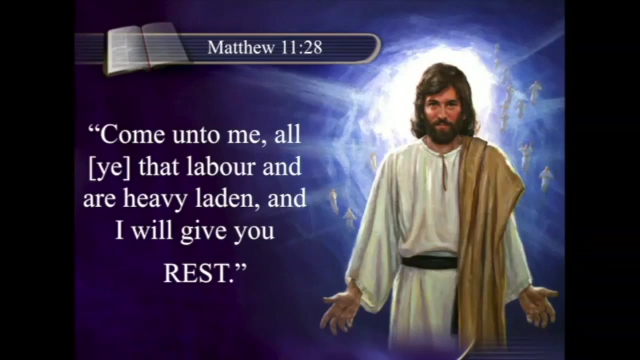 Matthew 11:28
“Come unto me, all
[ye] that labour and
are heavy laden, and
I will give you
REST.”